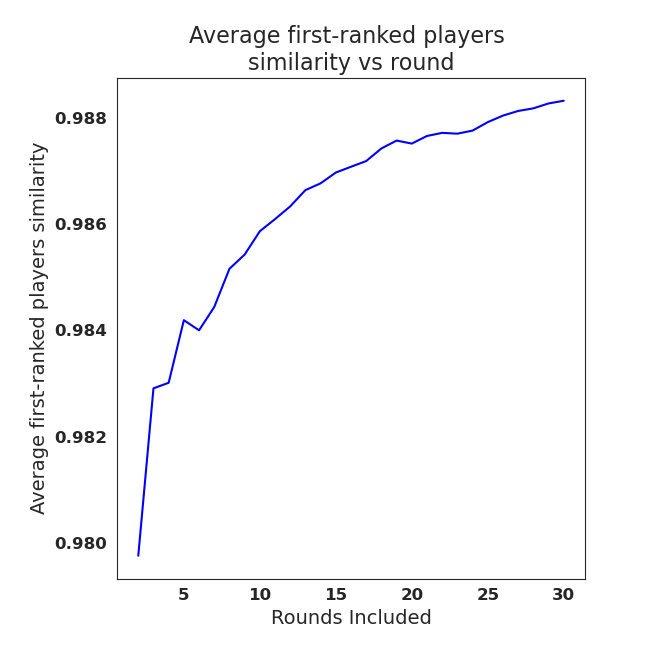 Average first-ranked players
similarity vs round
Average first-ranked players similarity
0.988
0.986
0.984
0.982
0.980
5 10 15 20 25 30
Rounds Included